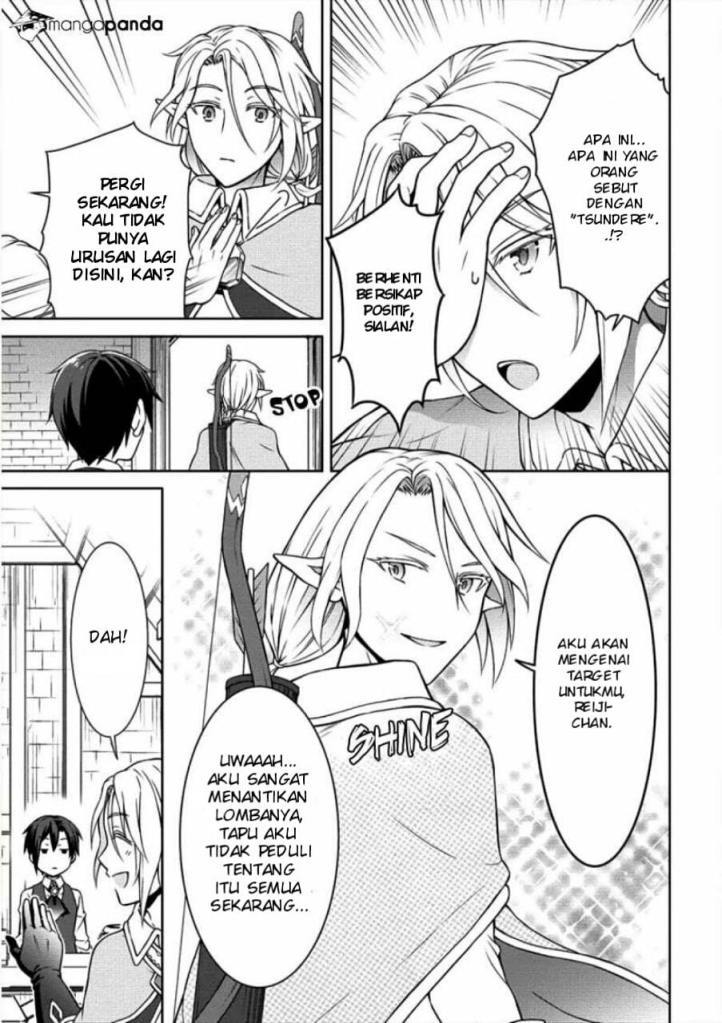 mangapanda
APA INI..
APA INI YANG
ORANG
SEBUT
DENGAN
"TSUNDERE".
.!?
BERHENTI
BERSIKAP
POSITIF,
SIALAN!
PERGI
SEKARANG!
KAU TIDAK
PUNYA
URUSAN LAGI
DISINI, KAN?
STOP
AKU AKAN
MENGENAI
TARGET
UNTUKMU,
REIJI-
CHAN.
SHINE
UWAAAH...
AKU SANGAT
MENANTIKAN
LOMBANYA,
TAPU AKU
TIDAK PEDULI
TENTANG
ITU SEMUA
SEKARANG...
DAH!